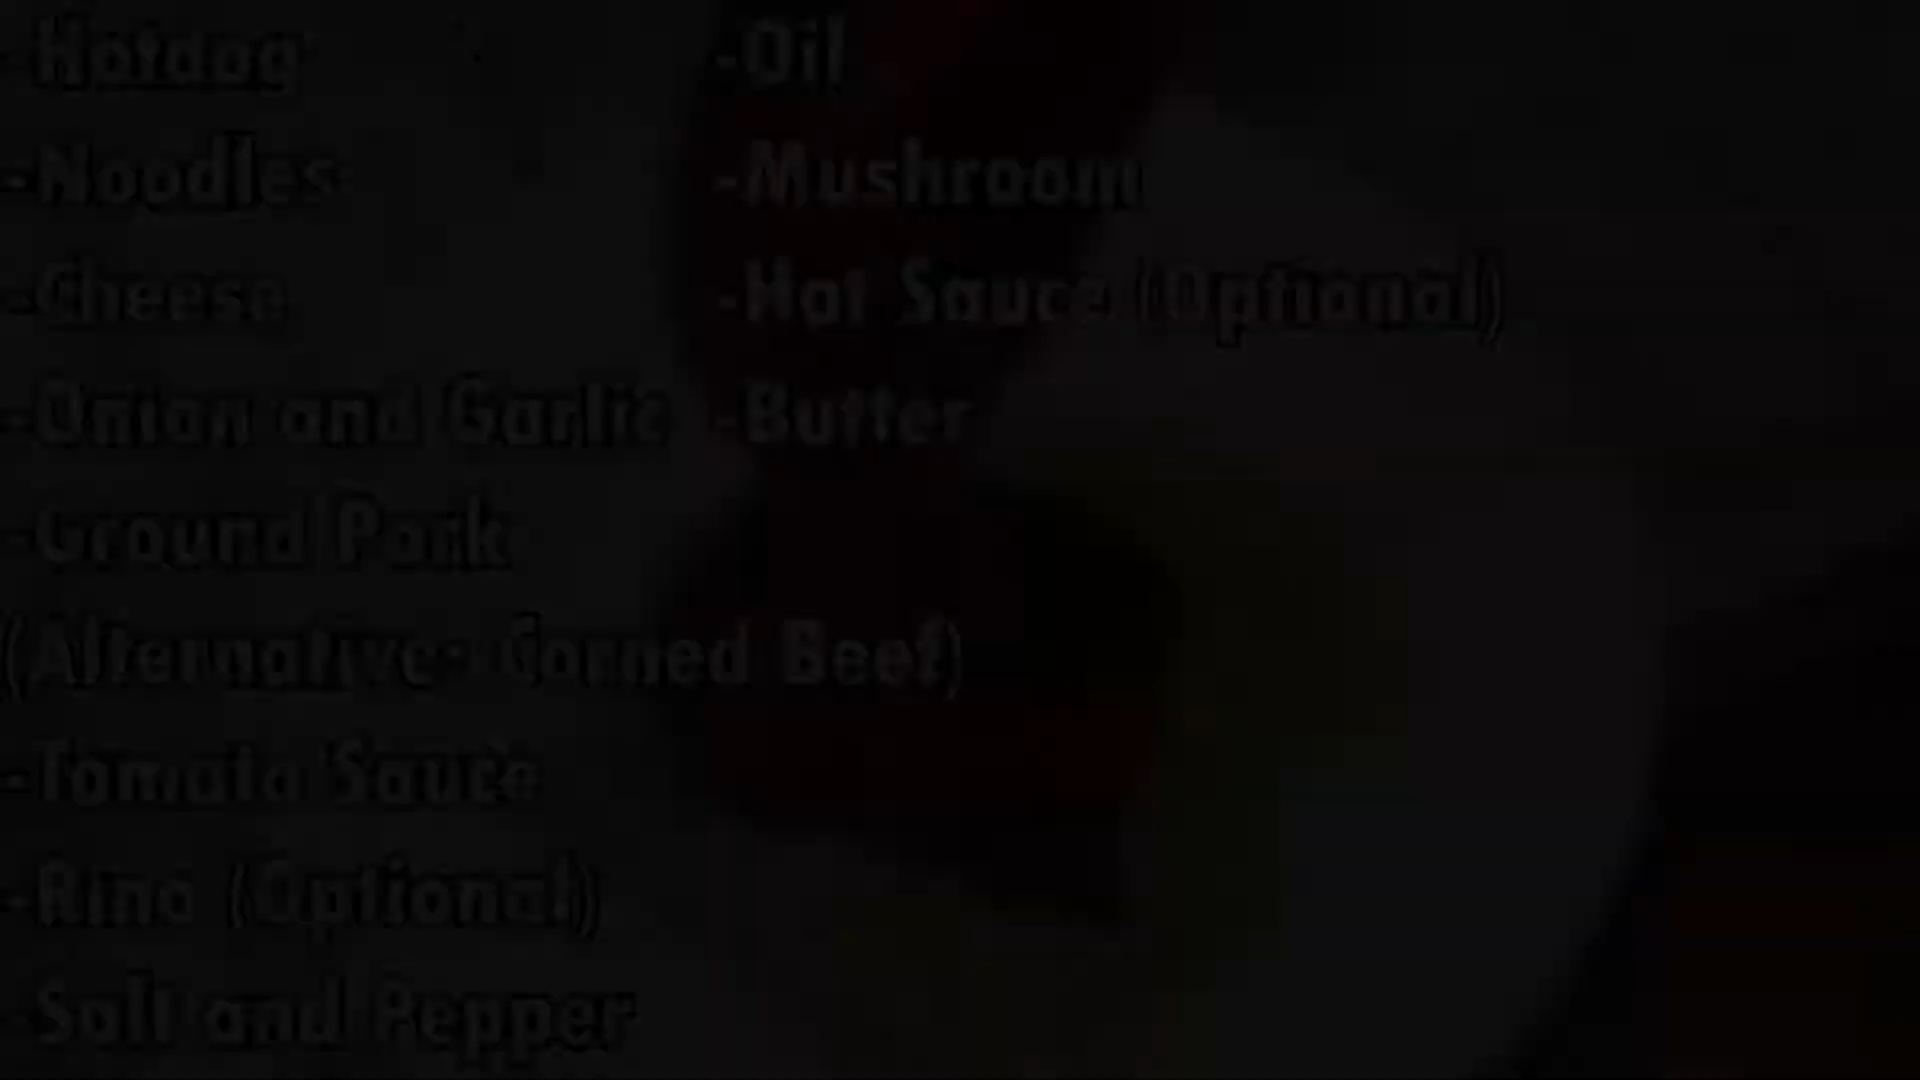 -Hotdog
-Noodles
-Cheese
-Onion and Garlic
-Ground Pork
(Alternative- Corned Beef)
-Tomato Sauce
(Optional)
-Salt and Pepper
-Oil
-Mushroom
-Hot Sauce (Optional)
-Butter